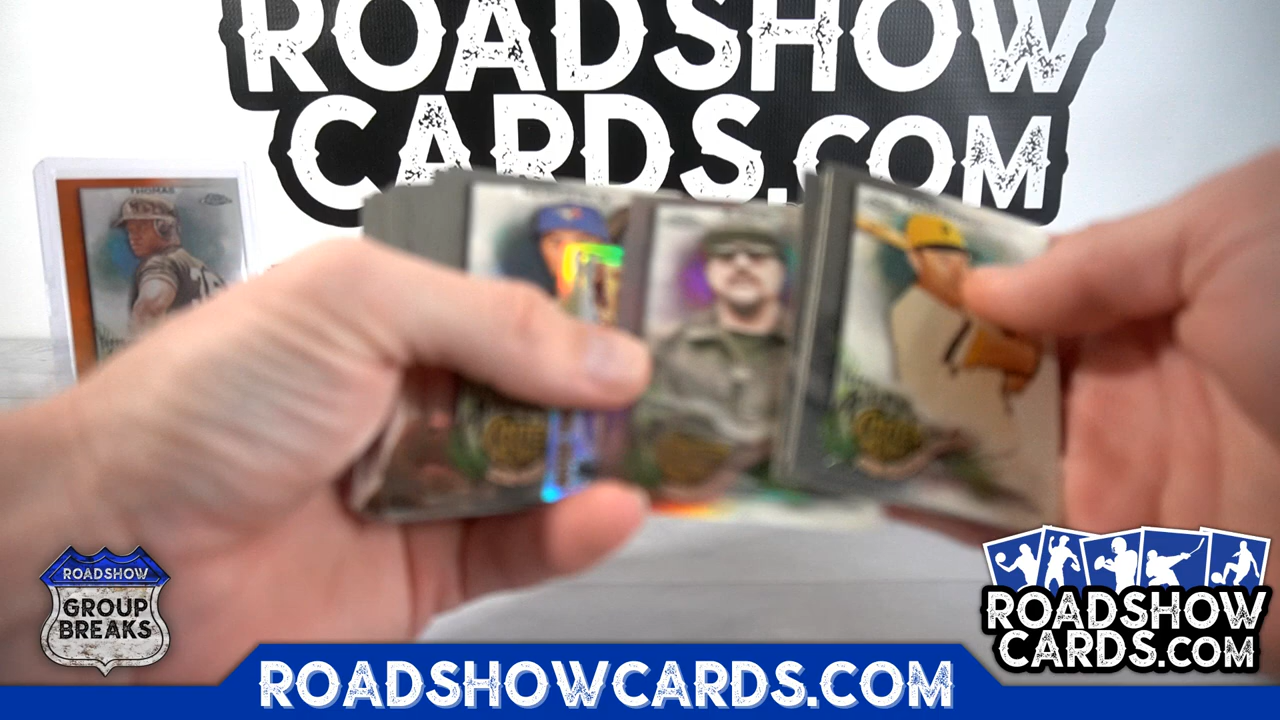 ROADSHOW
CARDS.COM
THOMAS
ROADSHOW
GROUP
BREAKS
ROADSHOW
CARDS.COM
ROADSHOWCARDS.COM